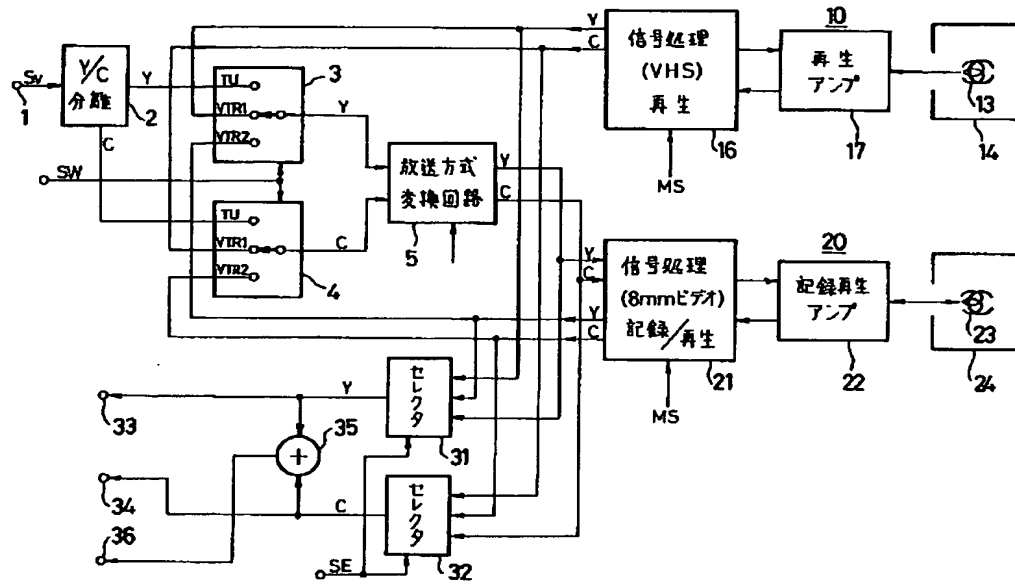 Sv
1
Y/C
分離
2
Y
C
SW
TU
VTR1
VTR2
3
Y
TU
VTR1
VTR2
4
C
放送方式
変換回路
5
Y
C
Y
C
信号処理
(VHS)
再生
16
MS
10
再生
アンプ
17
13
14
Y
C
Y
C
信号処理
(8mmビデオ)
記録/再生
21
MS
20
記録再生
アンプ
22
23
24
33
Y
セレクタ
31
35
+
34
C
セレクタ
32
36
SE